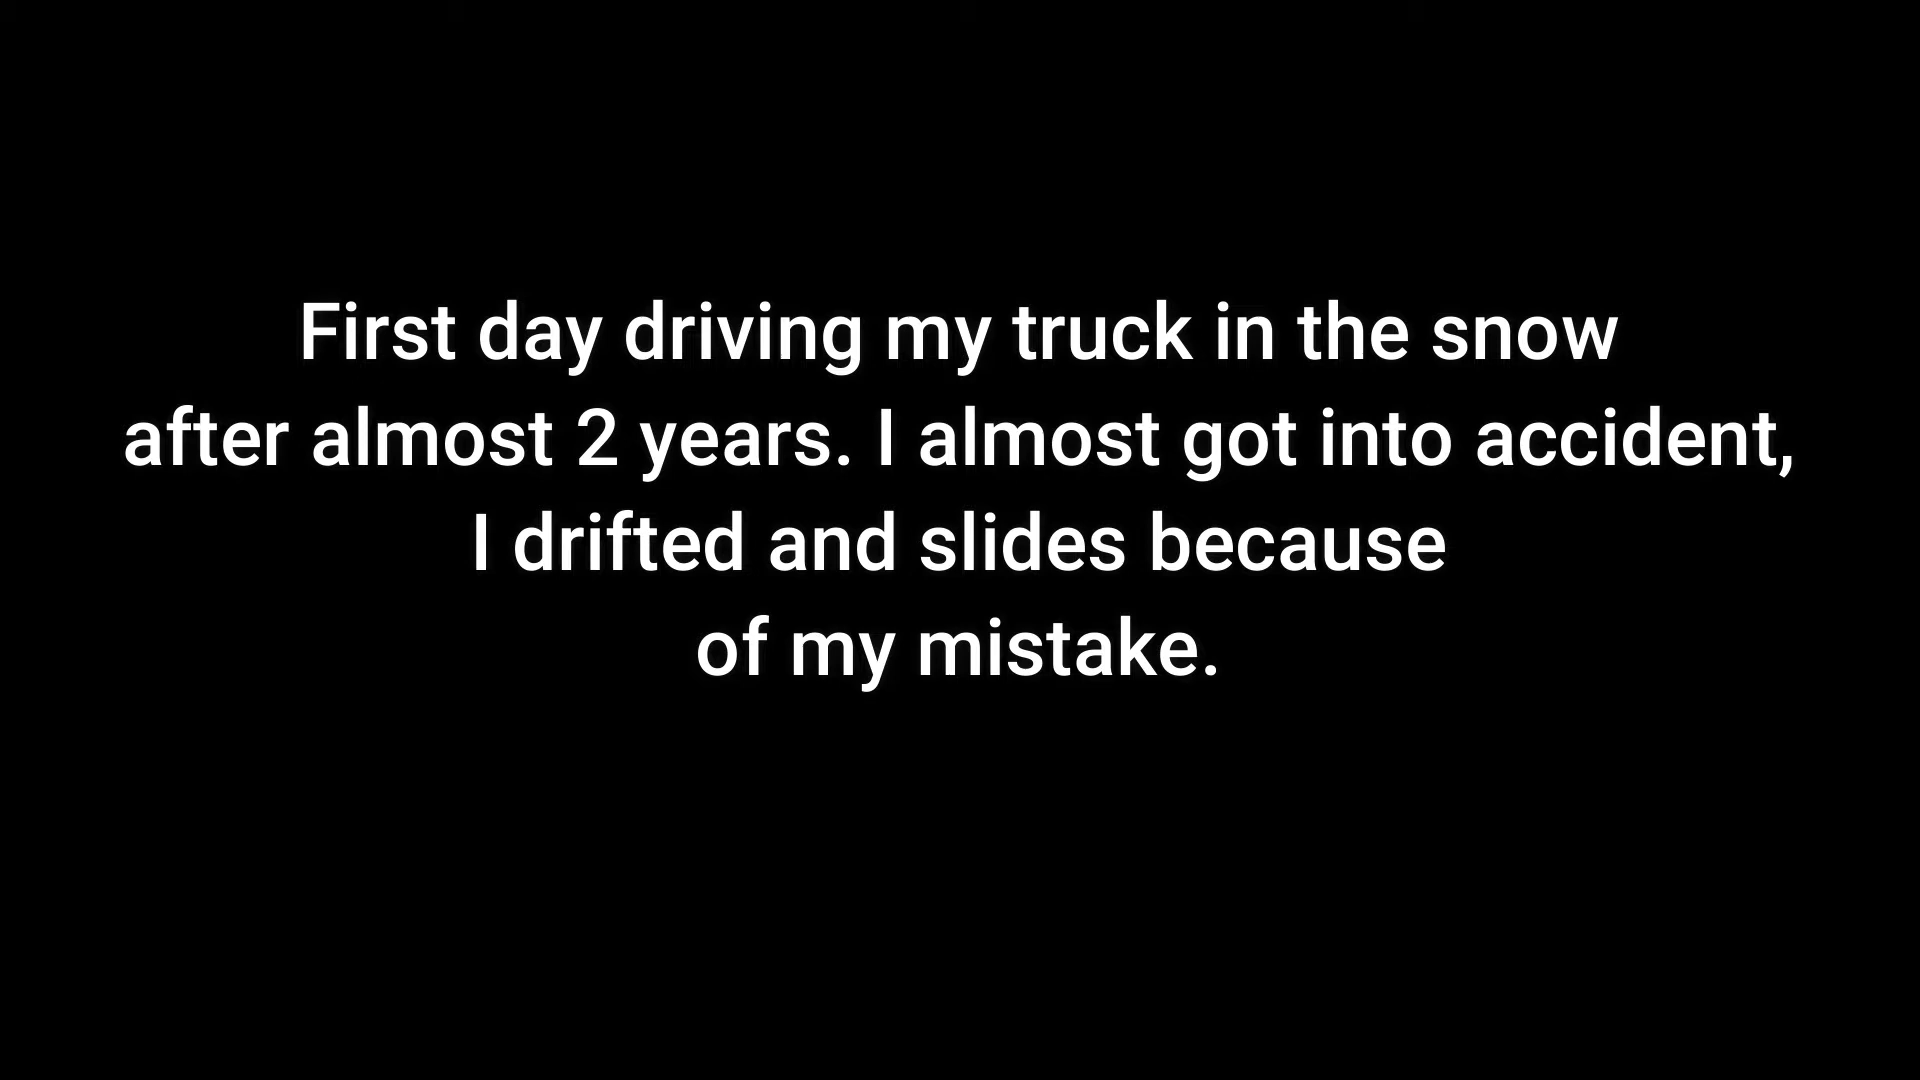 First day driving my truck in the snow
after almost 2 years. I almost got into accident,
I drifted and slides because
of my mistake.